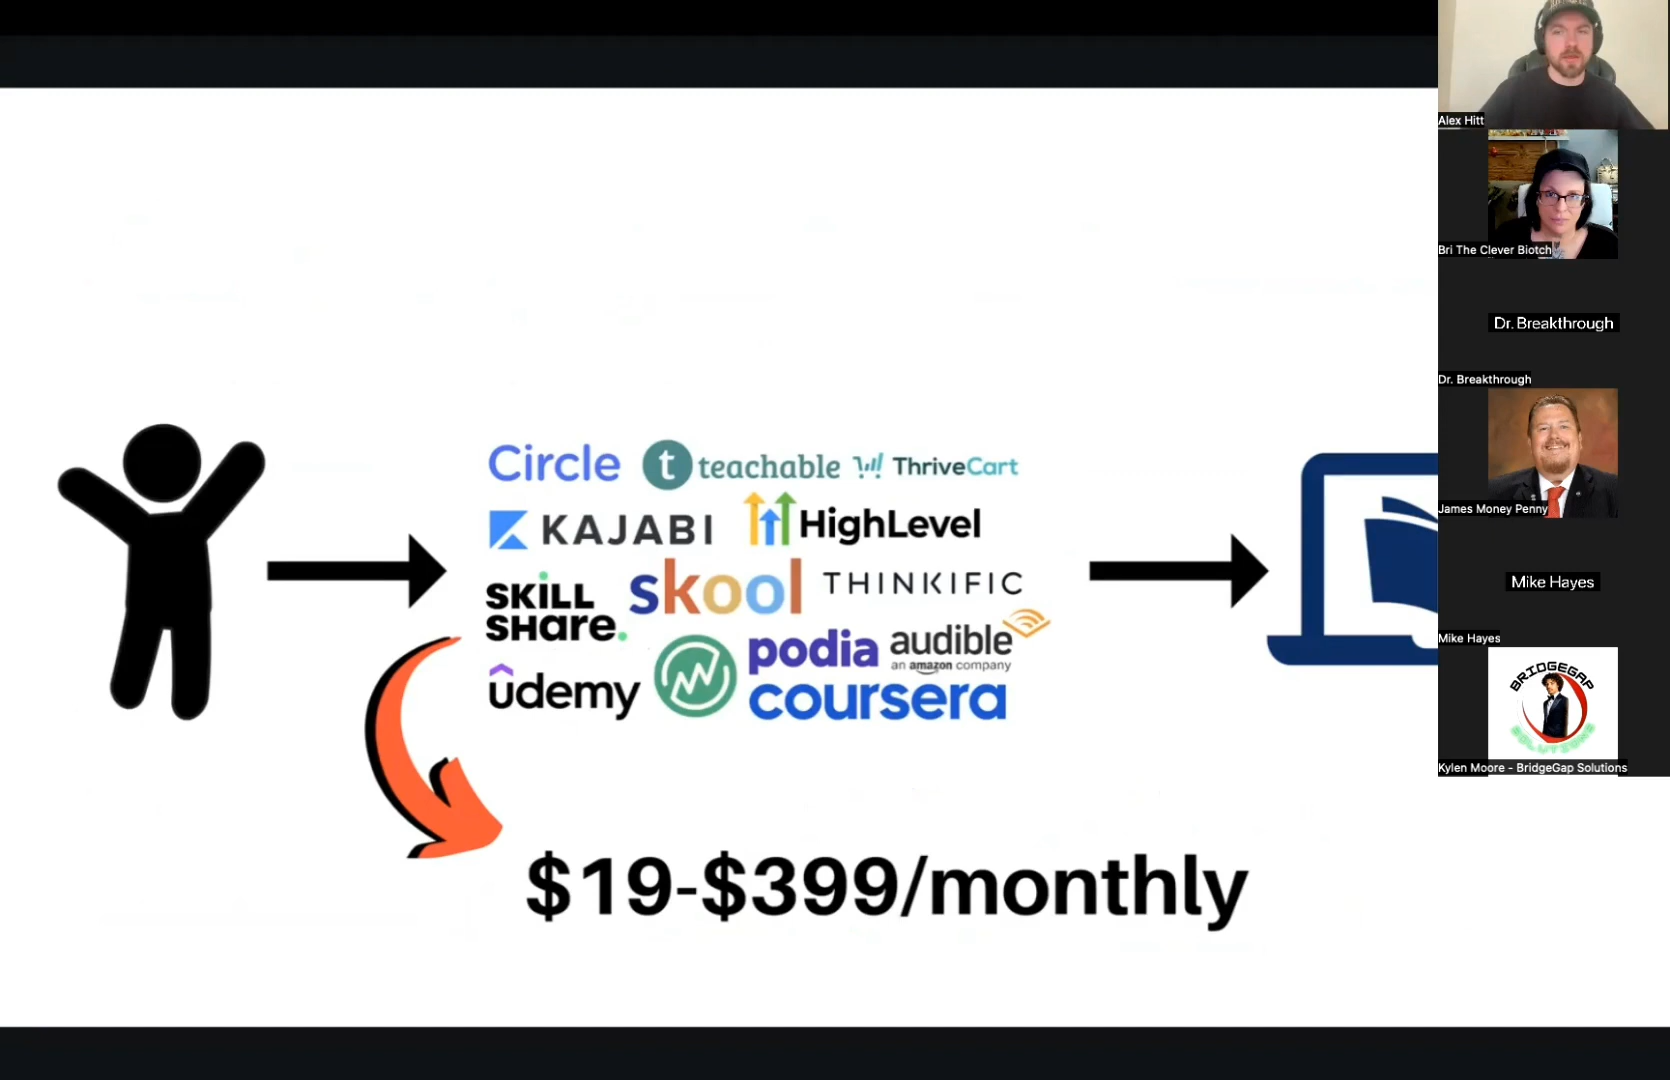 Circle
t teachable
ThriveCart
KAJABI
HighLevel
SKILL
SHare.
skool
THINKIFIC
podia
audible
an amazon company
udemy
coursera
$19-$399/monthly
Alex Hitt
Bri The Clever Biotch
Dr. Breakthrough
Dr. Breakthrough
James Money Penny
Mike Hayes
Mike Hayes
BRIDGEGAP
SOLUTIONS
Kylen Moore - BridgeGap Solutions